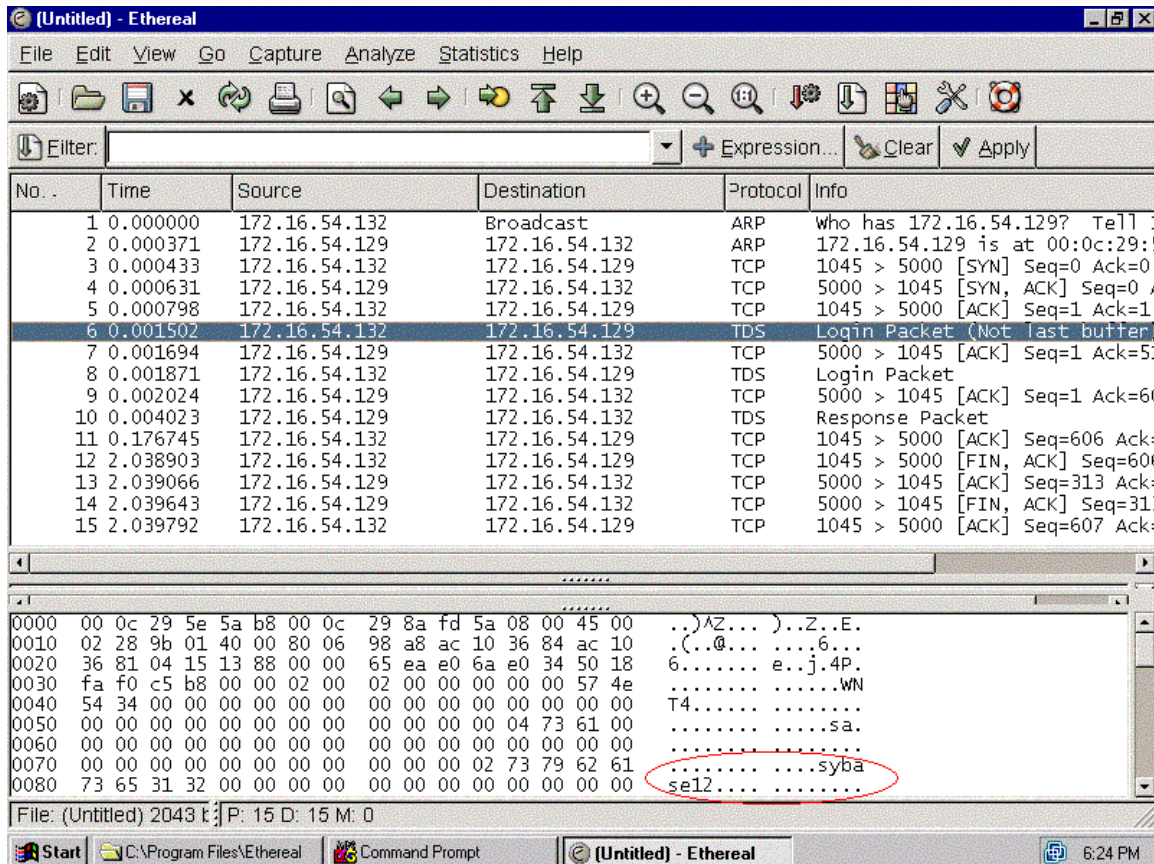 (Untitled) - Ethereal
File Edit View Go Capture Analyze Statistics Help
Filter: Expression... Clear Apply
No. . Time Source Destination Protocol Info
1 0.000000 172.16.54.132 Broadcast ARP Who has 172.16.54.129? Tell
2 0.000371 172.16.54.129 172.16.54.132 ARP 172.16.54.129 is at 00:0c:29:
3 0.000433 172.16.54.132 172.16.54.129 TCP 1045 > 5000 [SYN] Seq=0 Ack=0
4 0.000631 172.16.54.129 172.16.54.132 TCP 5000 > 1045 [SYN, ACK] Seq=0
5 0.000798 172.16.54.132 172.16.54.129 TCP 1045 > 5000 [ACK] Seq=1 Ack=1
6 0.001502 172.16.54.132 172.16.54.129 TDS Login Packet (Not last buffer)
7 0.001694 172.16.54.129 172.16.54.132 TCP 5000 > 1045 [ACK] Seq=1 Ack=5
8 0.001871 172.16.54.132 172.16.54.129 TDS Login Packet
9 0.002024 172.16.54.129 172.16.54.132 TCP 5000 > 1045 [ACK] Seq=1 Ack=60
10 0.004023 172.16.54.129 172.16.54.132 TDS Response Packet
11 0.176745 172.16.54.132 172.16.54.129 TCP 1045 > 5000 [ACK] Seq=606 Ack=
12 2.038903 172.16.54.132 172.16.54.129 TCP 1045 > 5000 [FIN, ACK] Seq=606
13 2.039066 172.16.54.129 172.16.54.132 TCP 5000 > 1045 [ACK] Seq=313 Ack=
14 2.039643 172.16.54.129 172.16.54.132 TCP 5000 > 1045 [FIN, ACK] Seq=313
15 2.039792 172.16.54.132 172.16.54.129 TCP 1045 > 5000 [ACK] Seq=607 Ack=
0000 00 0c 29 5e 5a b8 00 0c 29 8a fd 5a 08 00 45 00 ..)^Z... )..Z..E.
0010 02 28 9b 01 40 00 80 06 98 a8 ac 10 36 84 ac 10 .(..@... ....6...
0020 36 81 04 15 13 88 00 00 65 ea e0 6a e0 34 50 18 6....... e..j.4P.
0030 fa f0 c5 b8 00 00 02 00 02 00 00 00 00 00 57 4e ........ ......WN
0040 54 34 00 00 00 00 00 00 00 00 00 00 00 00 00 00 T4...... ........
0050 00 00 00 00 00 00 00 00 00 00 00 00 04 73 61 00 ........ .....sa.
0060 00 00 00 00 00 00 00 00 00 00 00 00 00 00 00 00 ........ ........
0070 00 00 00 00 00 00 00 00 00 00 00 02 73 79 62 61 ........ ....syba
0080 73 65 31 32 00 00 00 00 00 00 00 00 00 00 00 00 se12.... ........
File: (Untitled) 2043 P: 15 D: 15 M: 0
Start C:\Program Files\Ethereal Command Prompt (Untitled) - Ethereal 6:24 PM